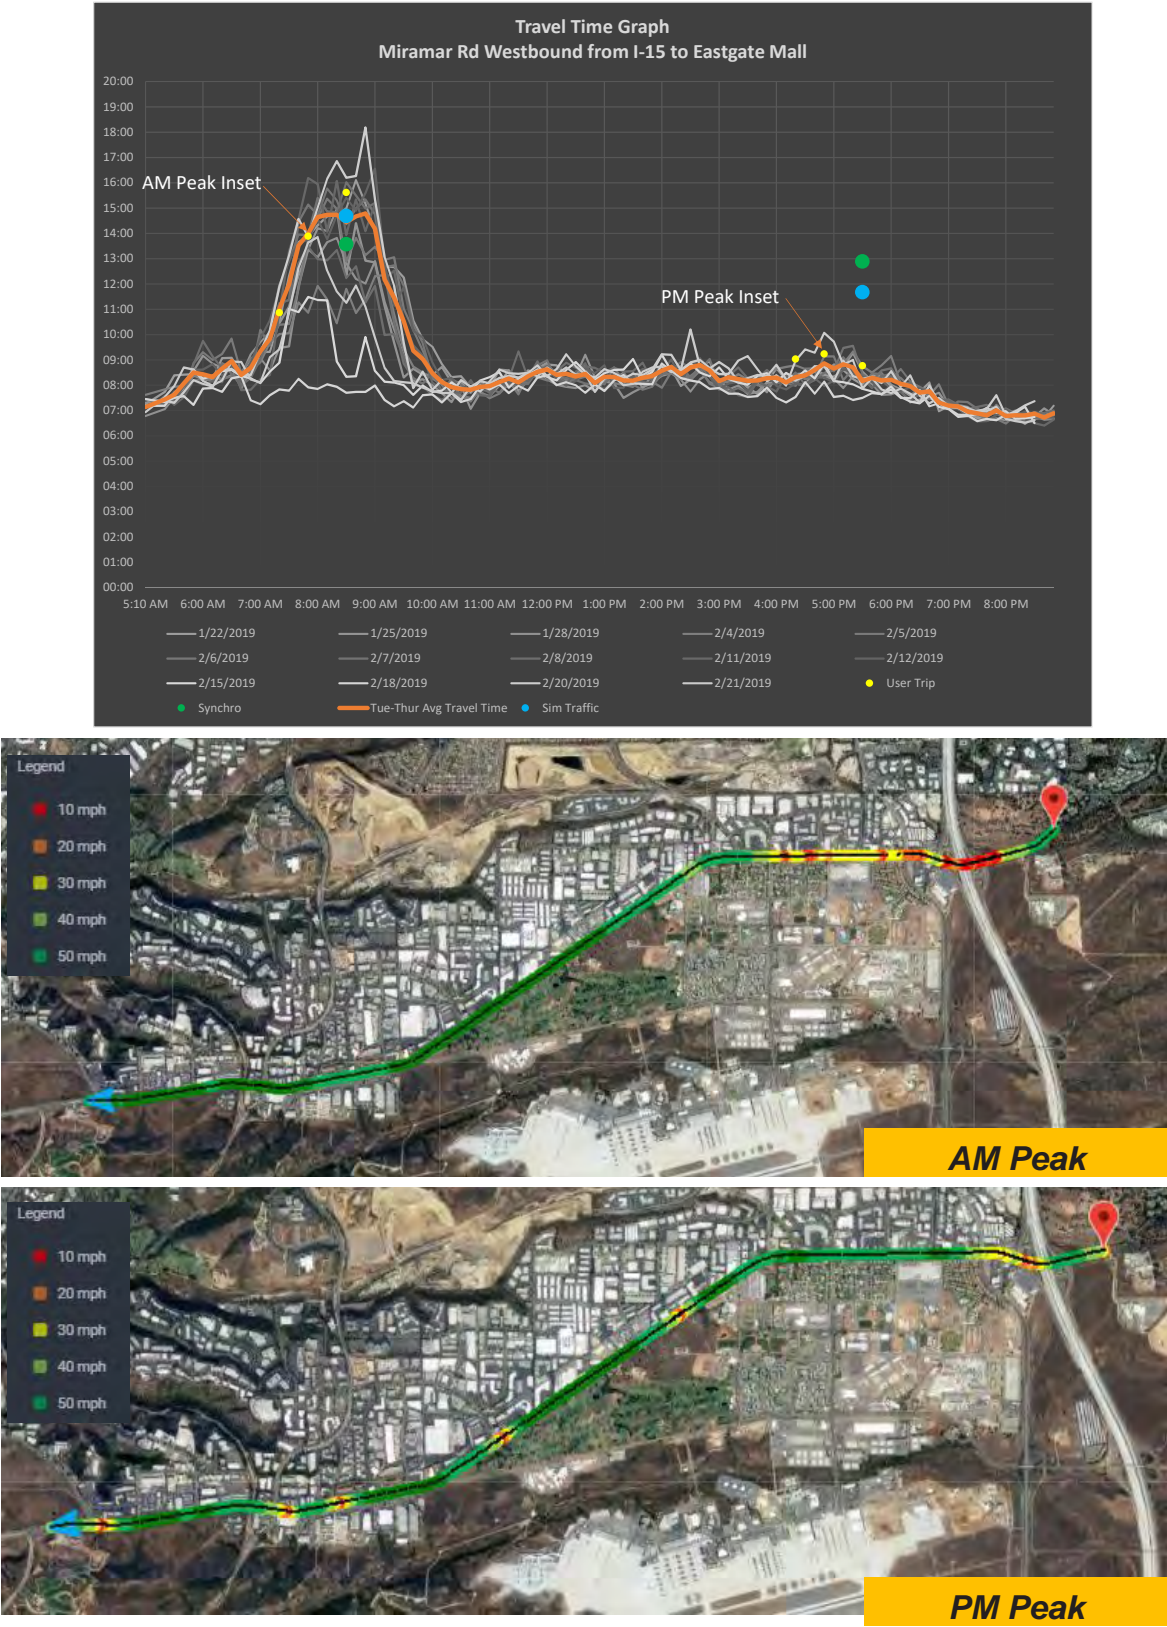 Travel Time Graph
Miramar Rd Westbound from I-15 to Eastgate Mall
20:00
19:00
18:00
17:00
16:00
15:00
14:00
13:00
12:00
11:00
10:00
09:00
08:00
07:00
06:00
05:00
04:00
03:00
02:00
01:00
00:00
AM Peak Inset
PM Peak Inset
5:10 AM 6:00 AM 7:00 AM 8:00 AM 9:00 AM 10:00 AM 11:00 AM 12:00 PM 1:00 PM 2:00 PM 3:00 PM 4:00 PM 5:00 PM 6:00 PM 7:00 PM 8:00 PM
1/22/2019 1/25/2019 1/28/2019 2/4/2019 2/5/2019
2/6/2019 2/7/2019 2/8/2019 2/11/2019 2/12/2019
2/15/2019 2/18/2019 2/20/2019 2/21/2019 User Trip
Synchro Tue-Thur Avg Travel Time Sim Traffic
Legend
10 mph
20 mph
30 mph
40 mph
50 mph
AM Peak
Legend
10 mph
20 mph
30 mph
40 mph
50 mph
PM Peak